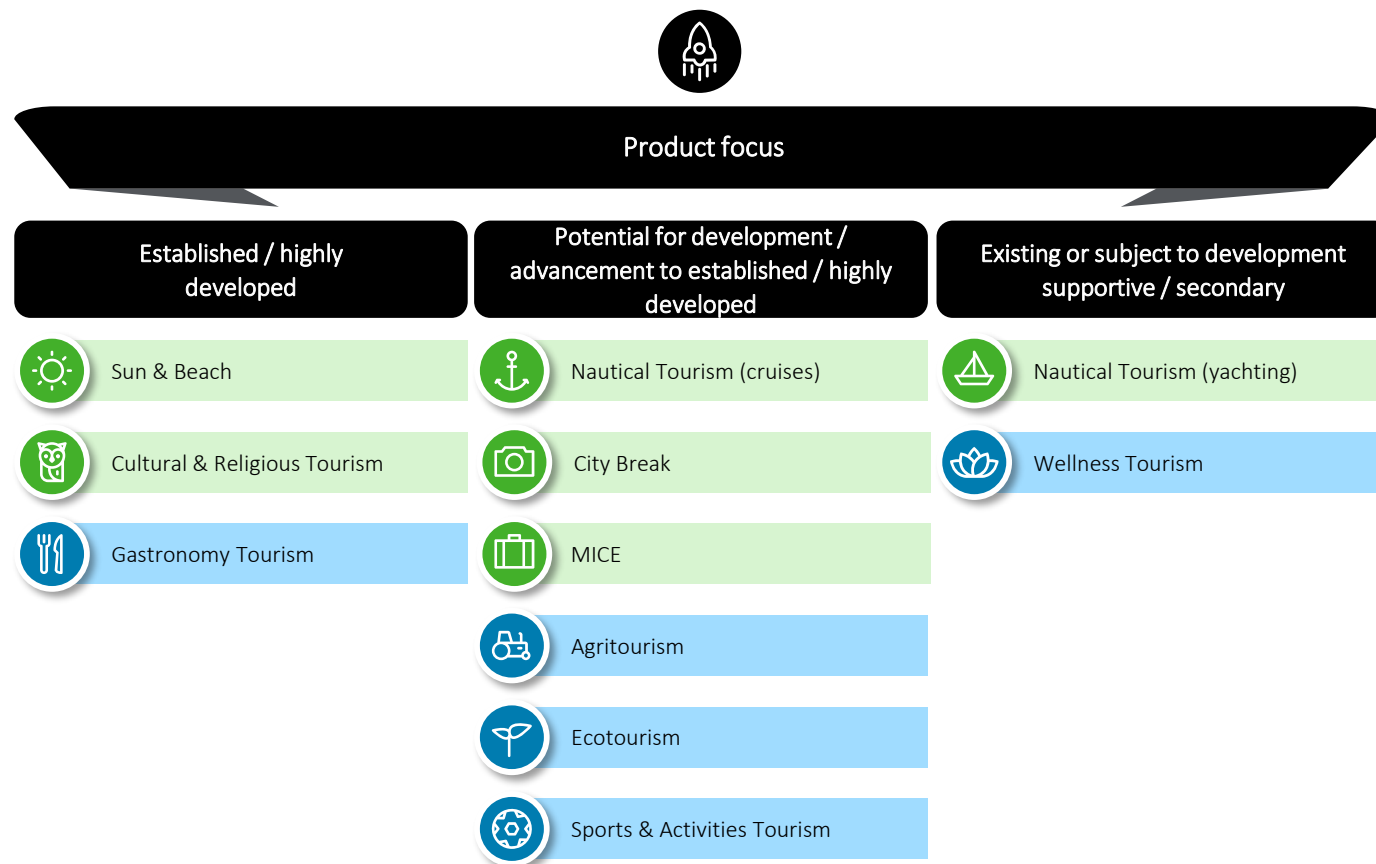 Product focus
Established / highly
developed
Sun & Beach
Cultural & Religious Tourism
Gastronomy Tourism
Potential for development /
advancement to established / highly
developed
Nautical Tourism (cruises)
City Break
MICE
Agritourism
Ecotourism
Sports & Activities Tourism
Existing or subject to development
supportive / secondary
Nautical Tourism (yachting)
Wellness Tourism